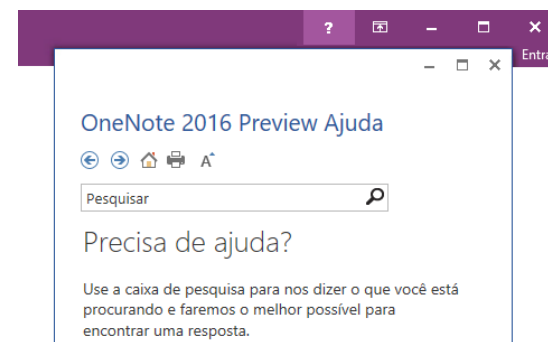 ?
Entra
OneNote 2016 Preview Ajuda
A
Pesquisar
Precisa de ajuda?
Use a caixa de pesquisa para nos dizer o que você está
procurando e faremos o melhor possível para
encontrar uma resposta.